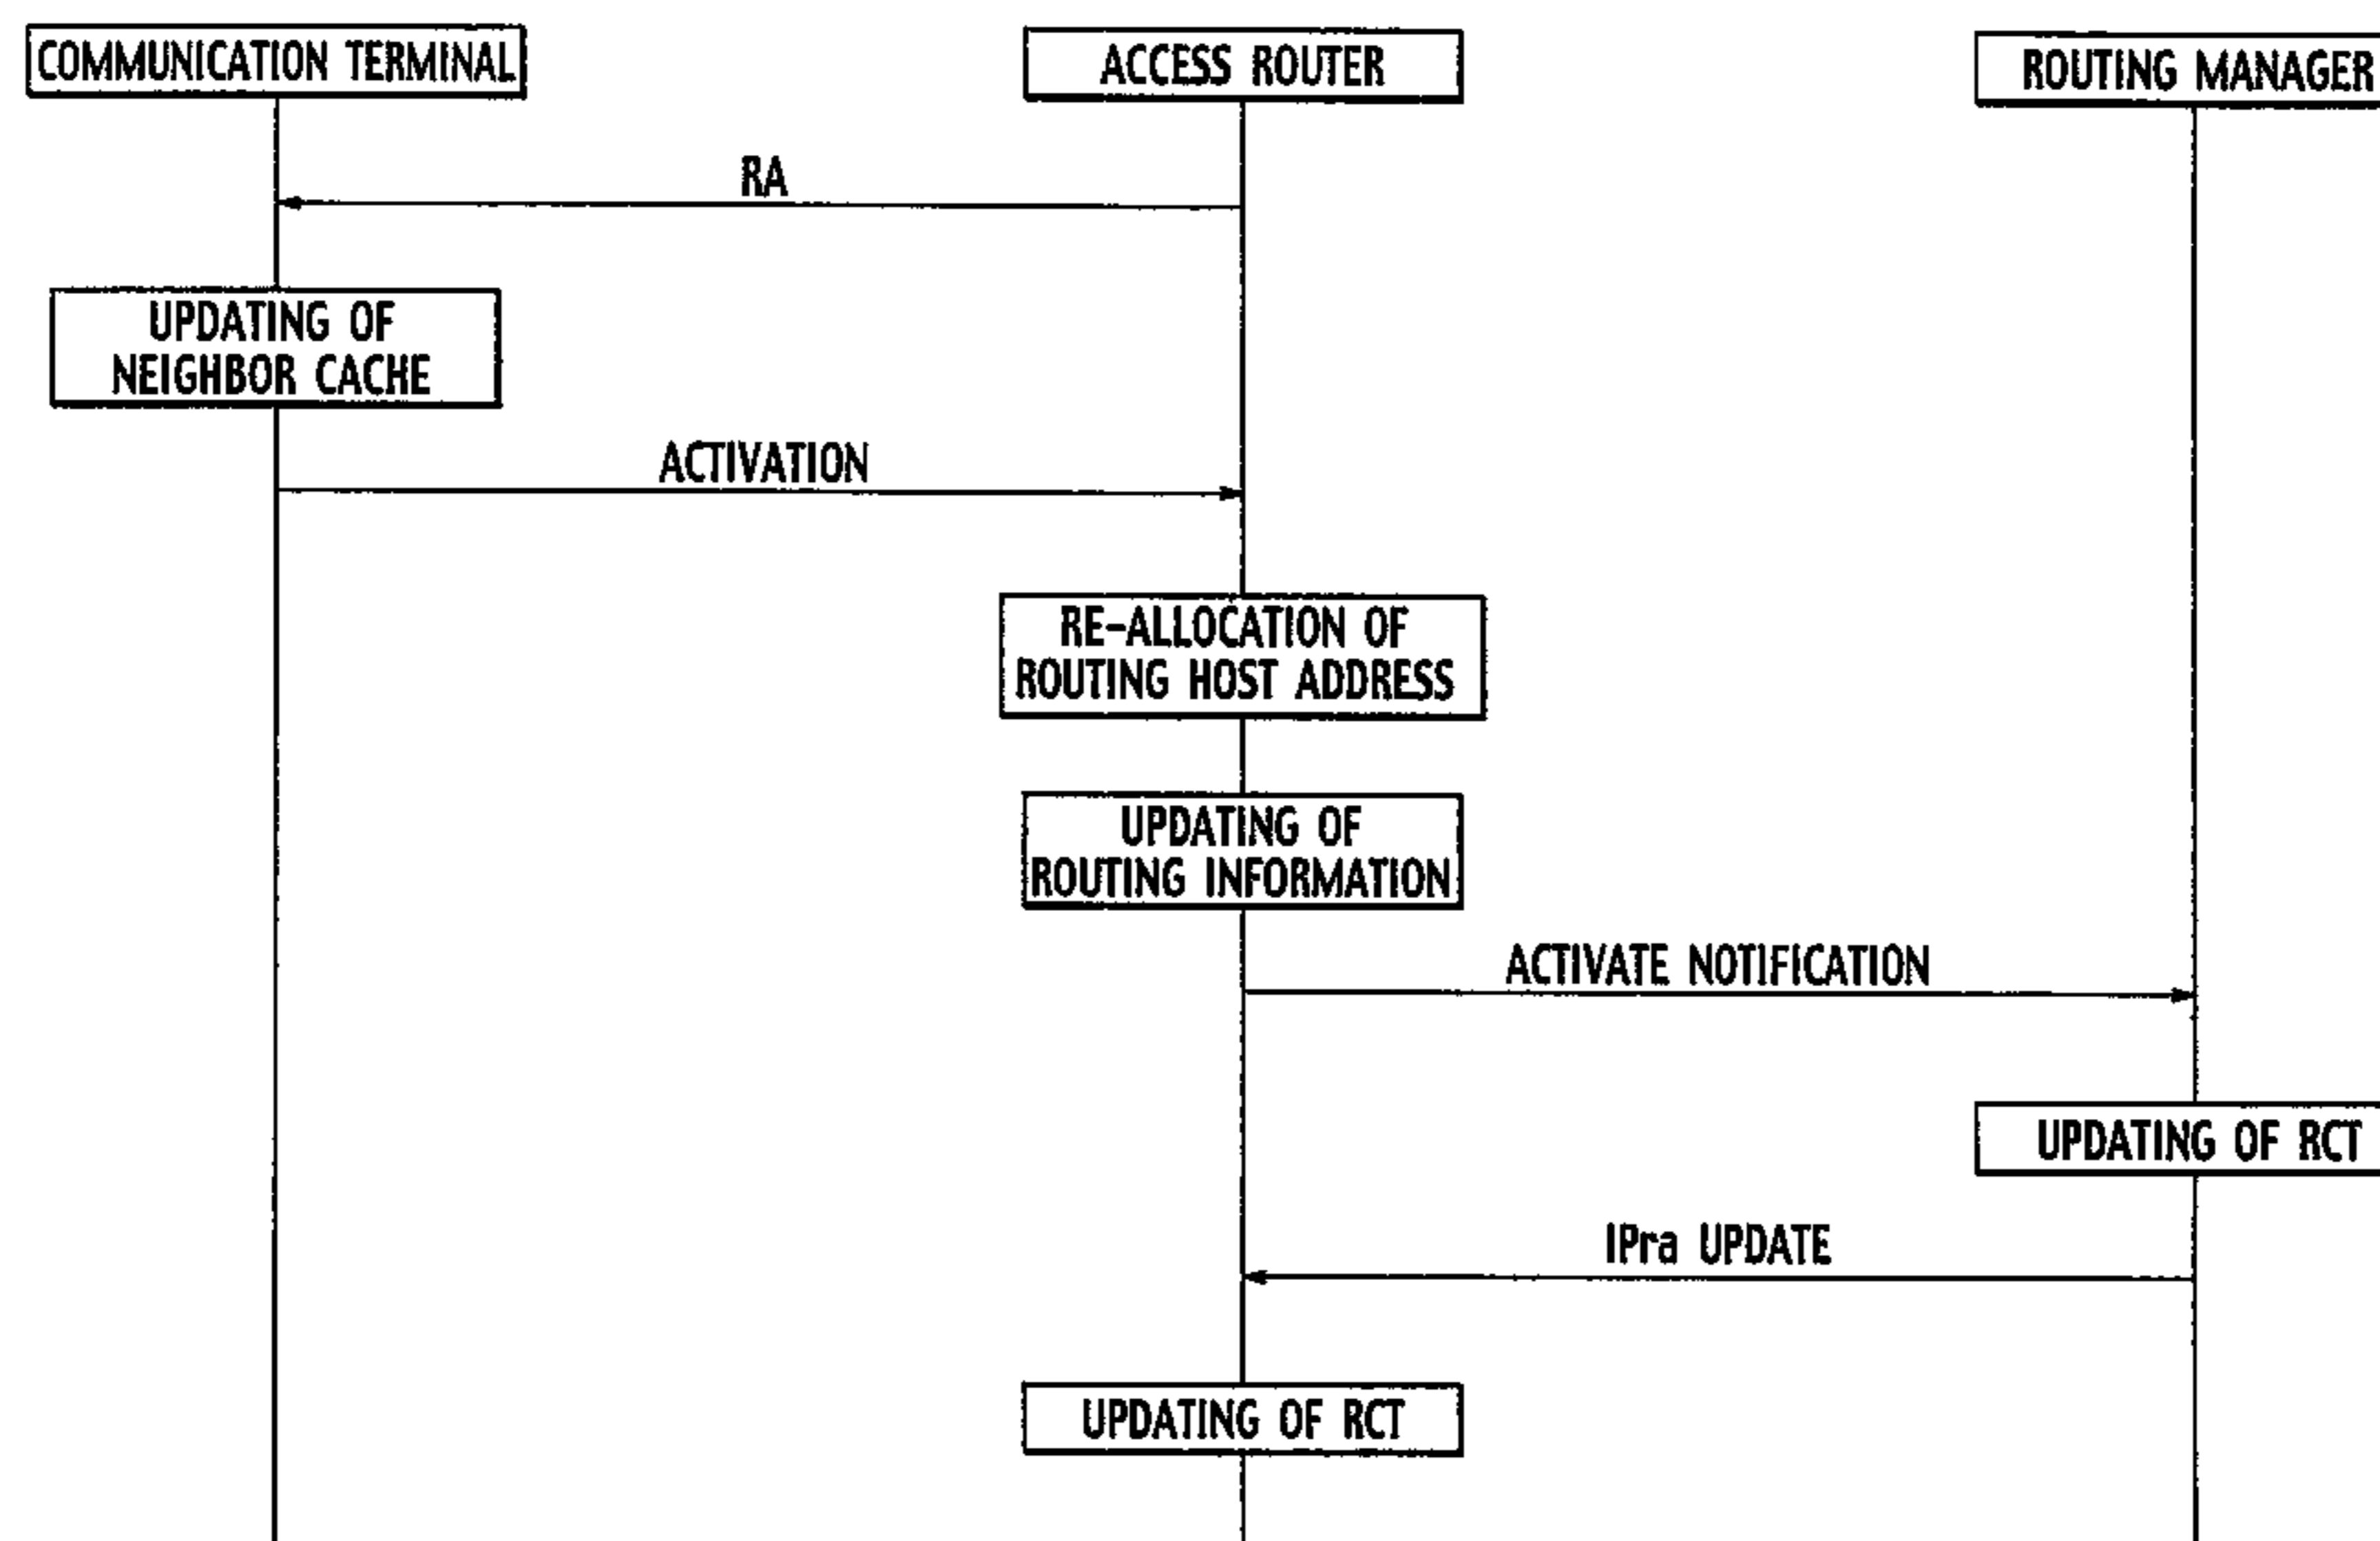 COMMUNICATION TERMINAL
ACCESS ROUTER
ROUTING MANAGER
RA
UPDATING OF
NEIGHBOR CACHE
ACTIVATION
RE-ALLOCATION OF
ROUTING HOST ADDRESS
UPDATING OF
ROUTING INFORMATION
ACTIVATE NOTIFICATION
UPDATING OF RCT
IPra UPDATE
UPDATING OF RCT